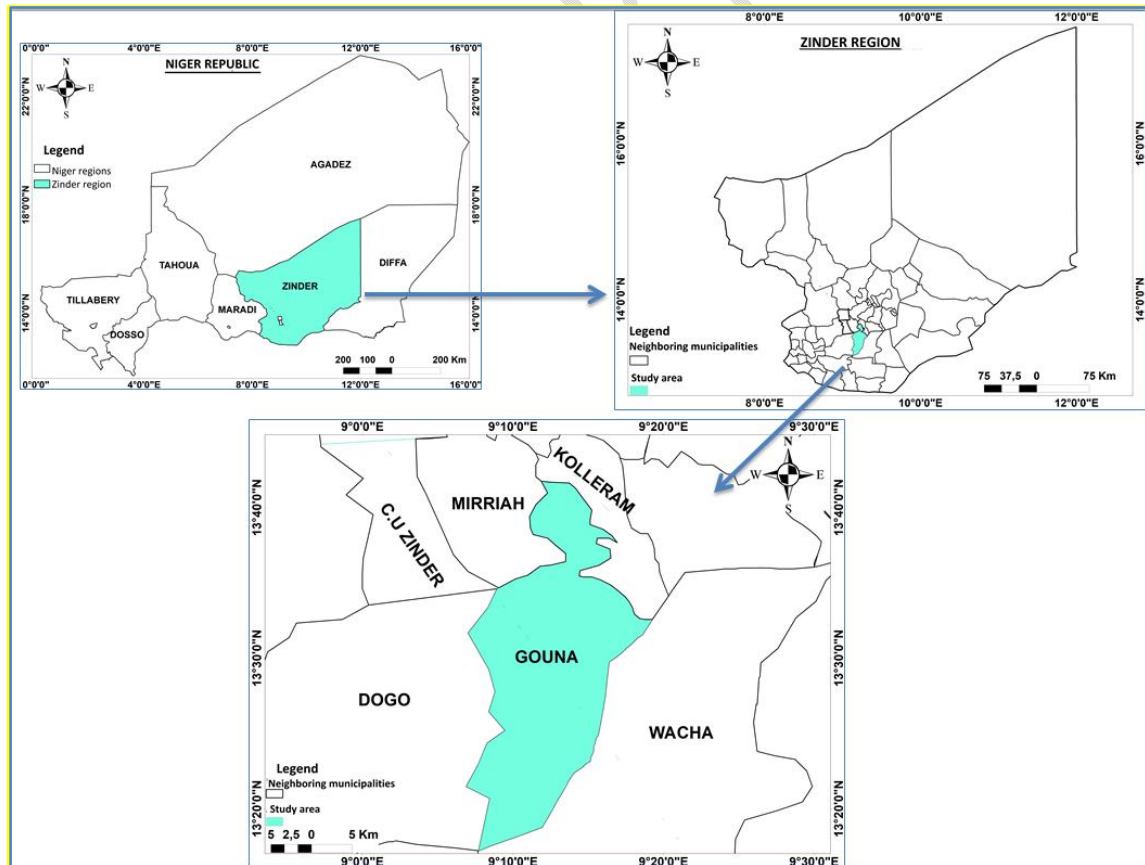 0°0'0" 4°0'0"E 8°0'0"E 12°0'0"E 16°0'0"
NIGER REPUBLIC
N
W E
S
Legend
Niger regions
Zinder region
22°0'0"N
18°0'0"N
14°0'0"N
22°0'0"N
18°0'0"N
14°0'0"N
AGADEZ
TAHOUA
DIFFA
ZINDER
TILLABERY
MARADI
DOSSO
200 100 0 200 Km
0°0'0" 4°0'0"E 8°0'0"E 12°0'0"E 16°0'0"E
8°0'0"E 10°0'0"E 12°0'0"E
ZINDER REGION
N
W E
S
16°0'0"N
14°0'0"N
16°0'0"N
14°0'0"N
Legend
Neighboring municipalities
Study area
75 37,5 0 75 Km
8°0'0"E 10°0'0"E 12°0'0"E
9°0'0"E 9°10'0"E 9°20'0"E 9°30'0"E
N
W E
S
13°40'0"N
13°30'0"N
13°20'0"N
13°40'0"N
13°30'0"N
13°20'0"N
KOLLERAM
MIRRIAH
C.U ZINDER
GOUNA
DOGO
WACHA
Legend
Neighboring municipalities
Study area
5 2,5 0 5 Km
9°0'0"E 9°10'0"E 9°20'0"E 9°30'0"E